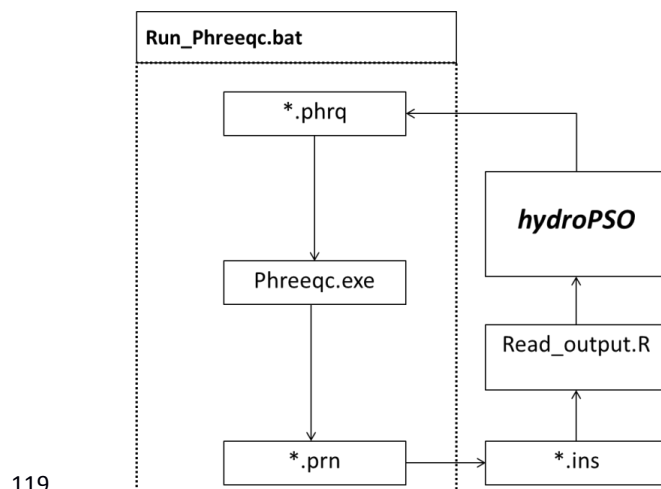 Run_Phreeqc.bat
*.phrq
hydroPSO
Phreeqc.exe
Read_output.R
*.prn
*.ins
119